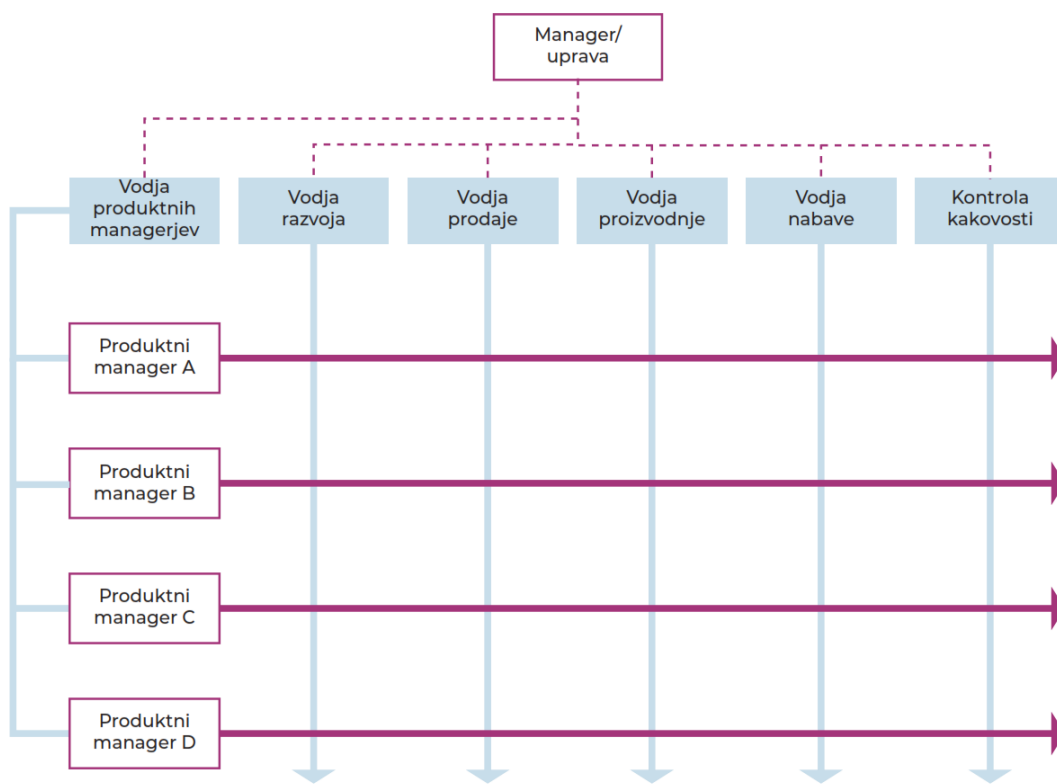 Manager/
uprava
Vodja
produktnih
managerjev
Vodja
razvoja
Vodja
prodaje
Vodja
proizvodnje
Vodja
nabave
Kontrola
kakovosti
Produktni
manager A
Produktni
manager B
Produktni
manager C
Produktni
manager D